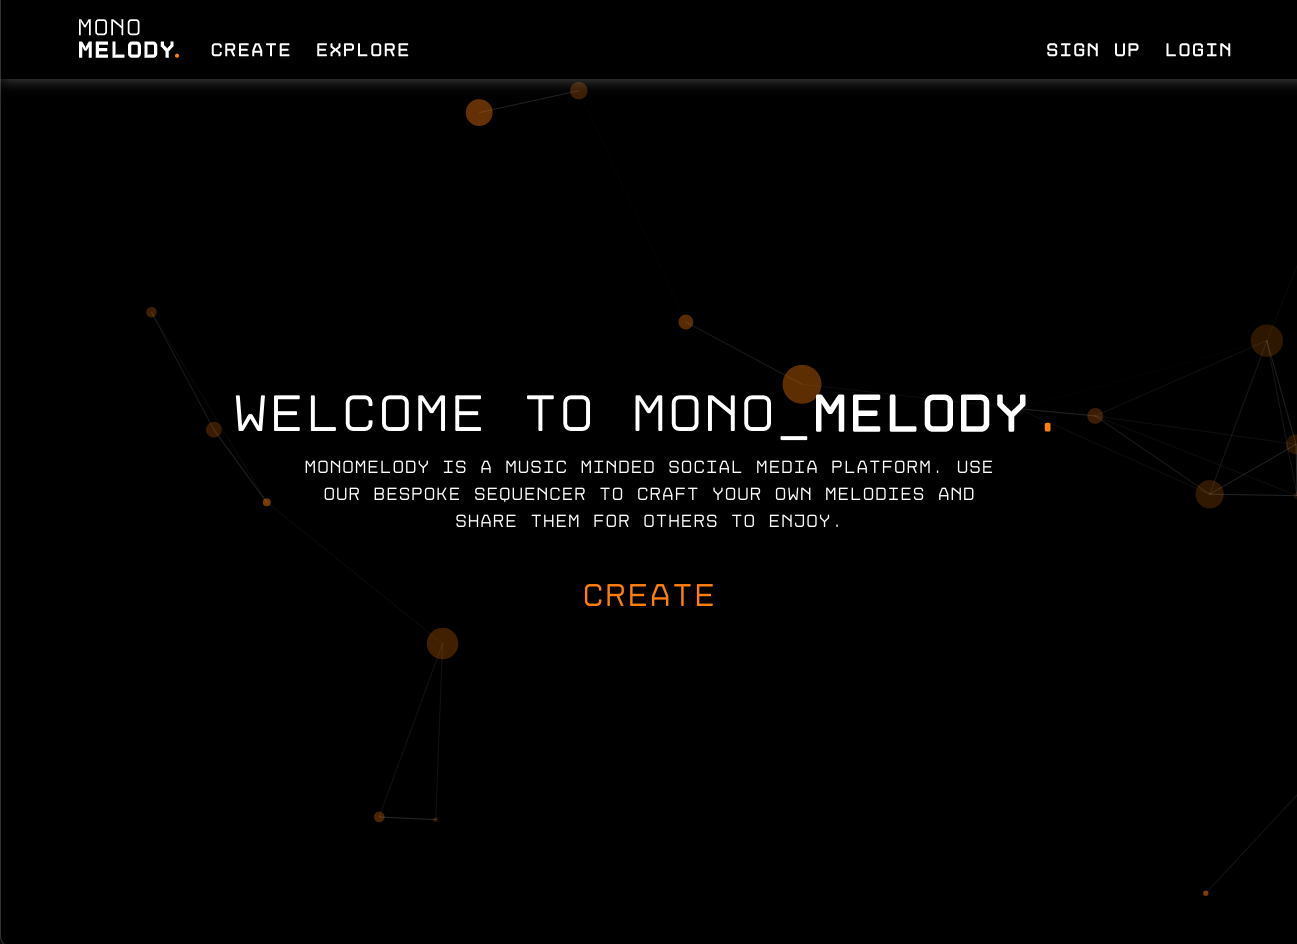 MONO
MELODY. CREATE EXPLORE SIGN UP LOGIN
WELCOME TO MONO_MELODY.
MONOMELODY IS A MUSIC MINDED SOCIAL MEDIA PLATFORM. USE
OUR BESPOKE SEQUENCER TO CRAFT YOUR OWN MELODIES AND
SHARE THEM FOR OTHERS TO ENJOY.
CREATE